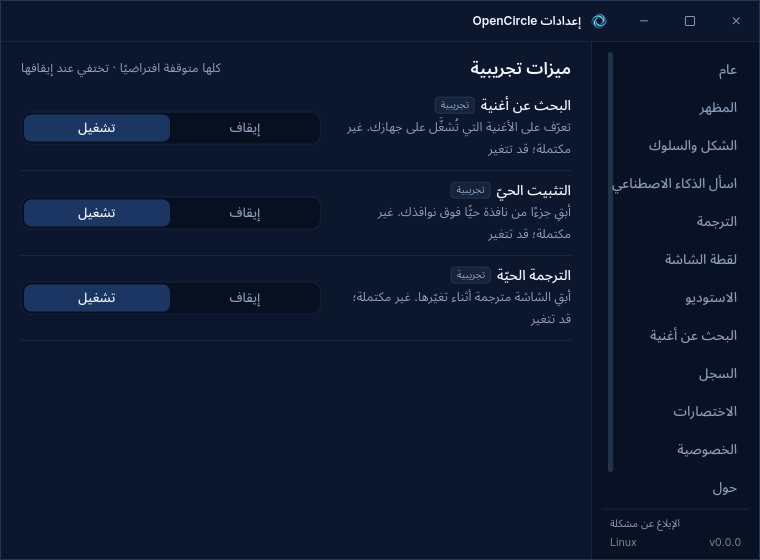 إعدادات OpenCircle
ميزات تجريبية
كلها متوقفة افتراضيًا · تختفي عند إيقافها
البحث عن أغنية تجريبية
تعرّف على الأغنية التي تُشغَّل على جهازك. غير
مكتملة؛ قد تتغير
إيقاف
تشغيل
التثبيت الحيّ تجريبية
أبقِ جزءًا من نافذة حيًّا فوق نوافذك. غير
مكتملة؛ قد تتغير
إيقاف
تشغيل
الترجمة الحيّة تجريبية
أبقِ الشاشة مترجمة أثناء تغيّرها. غير مكتملة؛
قد تتغير
إيقاف
تشغيل
عام
المظهر
الشكل والسلوك
اسأل الذكاء الاصطناعي
الترجمة
لقطة الشاشة
الاستوديو
البحث عن أغنية
السجل
الاختصارات
الخصوصية
حول
الإبلاغ عن مشكلة
v0.0.0 Linux